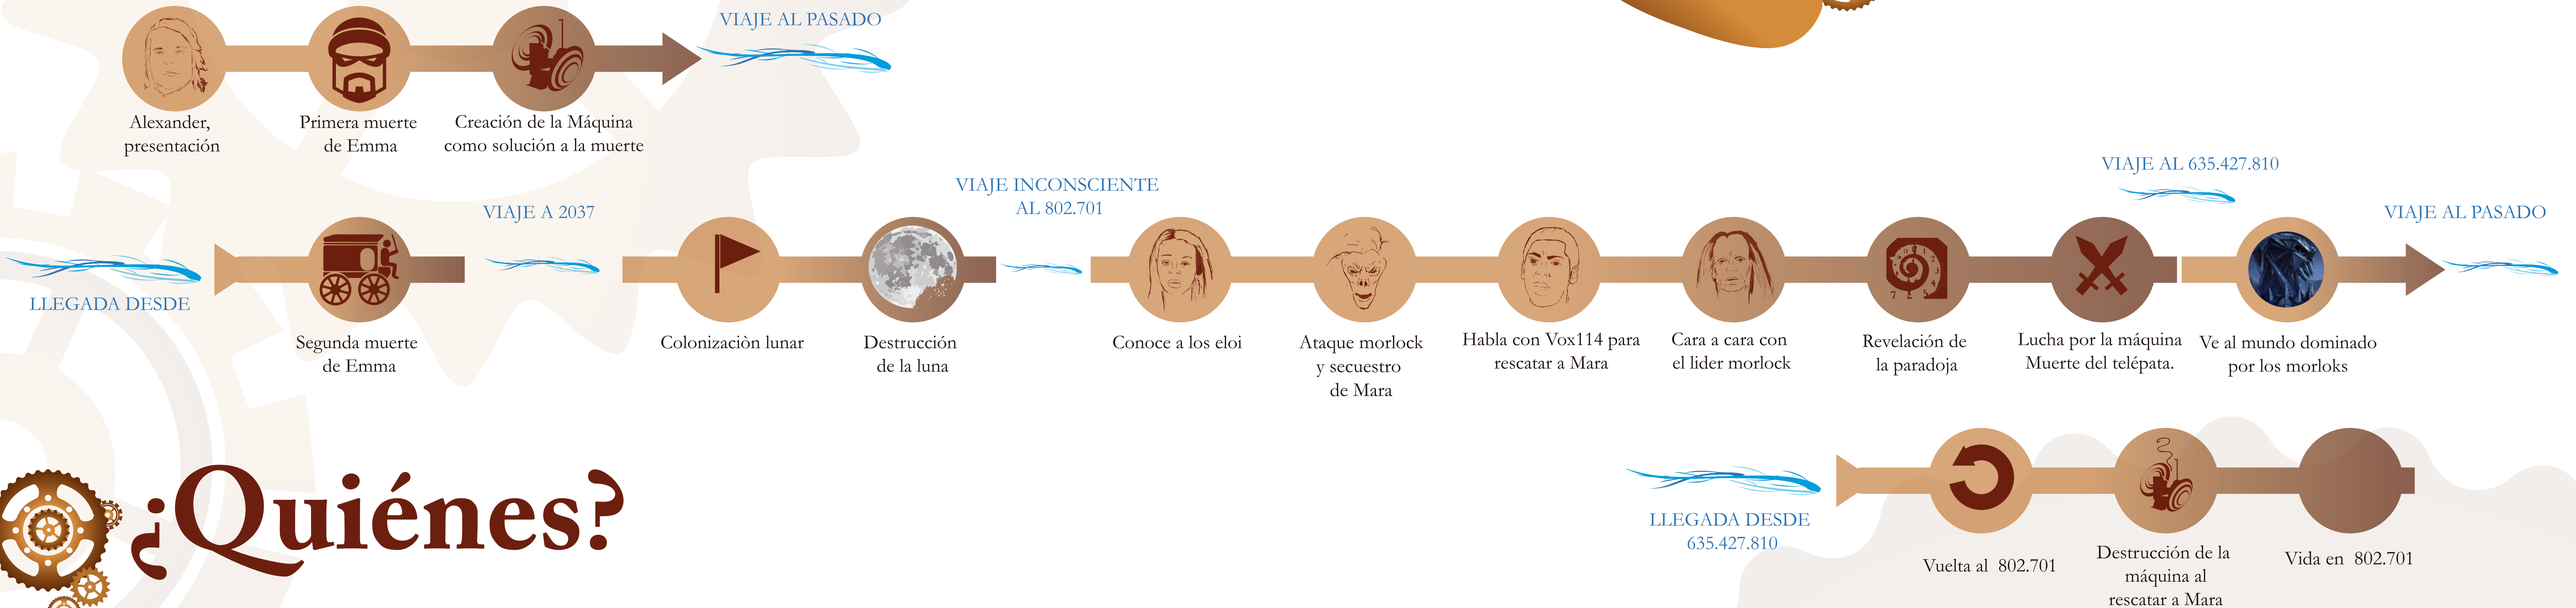 VIAJE AL PASADO
Alexander,
presentación
Primera muerte
de Emma
Creación de la Máquina
como solución a la muerte
LLEGADA DESDE
Segunda muerte
de Emma
VIAJE A 2037
Colonizaciòn lunar
Destrucción
de la luna
VIAJE INCONSCIENTE
AL 802.701
Conoce a los eloi
Ataque morlock
y secuestro
de Mara
Habla con Vox114 para
rescatar a Mara
Cara a cara con
el lider morlock
Revelación de
la paradoja
Lucha por la máquina
Muerte del telépata.
VIAJE AL 635.427.810
Ve al mundo dominado
por los morloks
VIAJE AL PASADO
¿Quiénes?
LLEGADA DESDE
635.427.810
Vuelta al 802.701
Destrucción de la
máquina al
rescatar a Mara
Vida en 802.701